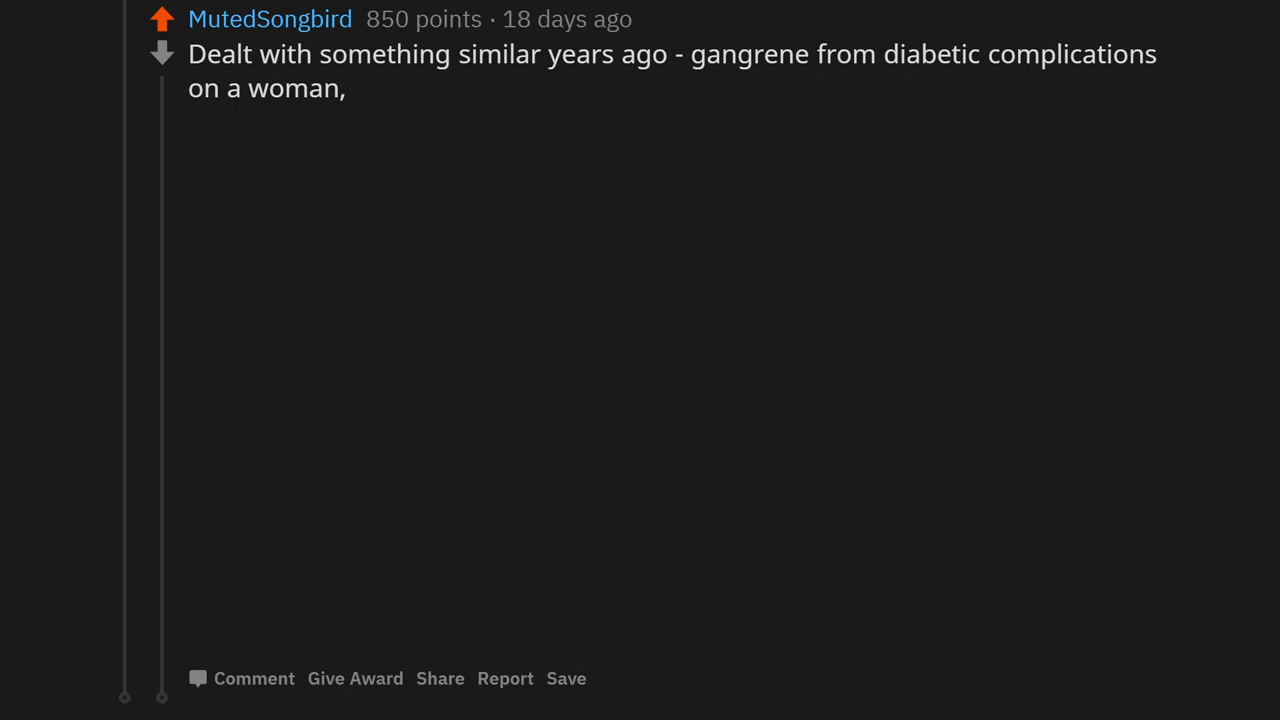 MutedSongbird 850 points · 18 days ago
Dealt with something similar years ago - gangrene from diabetic complications
on a woman,
Comment Give Award Share Report Save